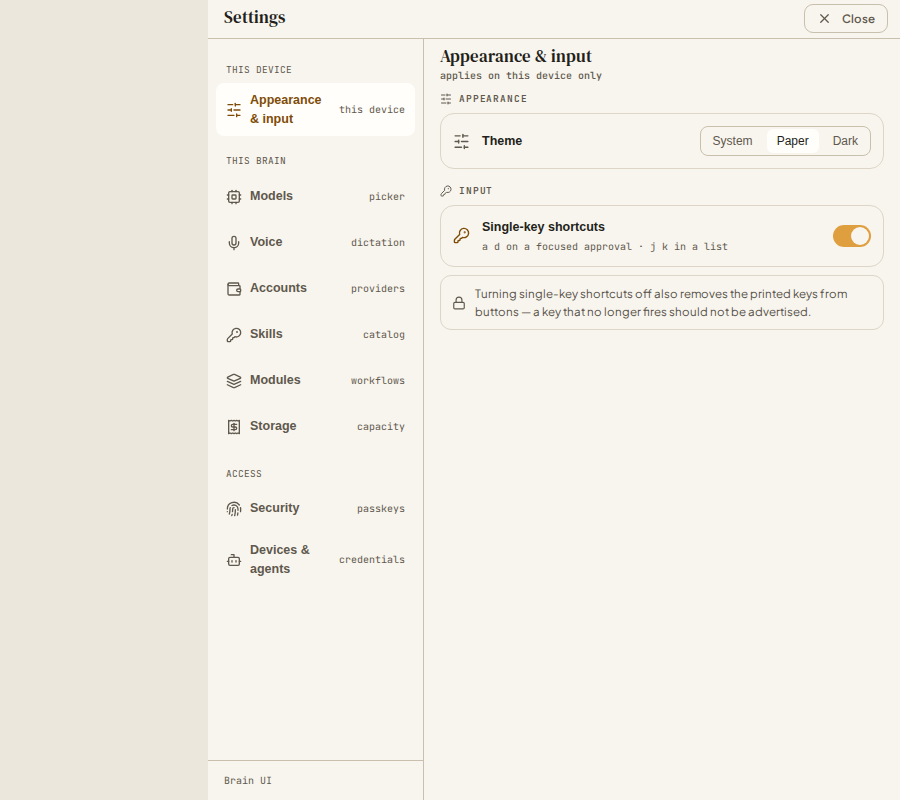 Settings
Close
THIS DEVICE
Appearance & input
this device
THIS BRAIN
Models
picker
Voice
dictation
Accounts
providers
Skills
catalog
Modules
workflows
Storage
capacity
ACCESS
Security
passkeys
Devices & agents
credentials
Brain UI
Appearance & input
applies on this device only
APPEARANCE
Theme
System
Paper
Dark
INPUT
Single-key shortcuts
a d on a focused approval · j k in a list
Turning single-key shortcuts off also removes the printed keys from
buttons — a key that no longer fires should not be advertised.